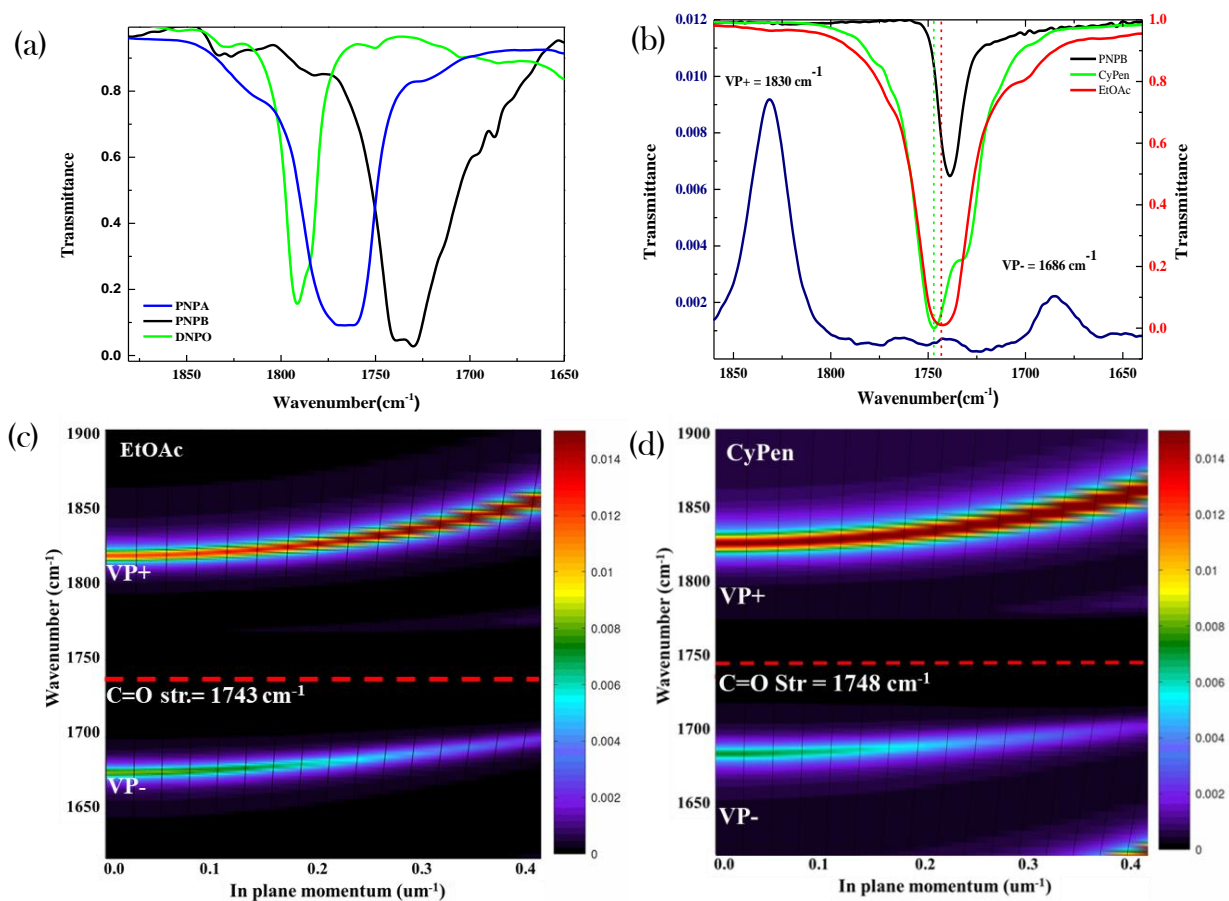 (a)
Transmittance
0.8
0.6
0.4
0.2
0.0
PNPA
PNPB
DNPO
1850 1800 1750 1700 1650
Wavenumber(cm-1)
(b)
Transmittance
0.012
0.010
0.008
0.006
0.004
0.002
VP+ = 1830 cm-1
VP- = 1686 cm-1
PNPB
CyPen
EtOAc
1.0
0.8
0.6
0.4
0.2
0.0
Transmittance
1850 1800 1750 1700 1650
Wavenumber(cm-1)
(c)
Wavenumber (cm-1)
1900
1850
1800
1750
1700
1650
EtOAc
VP+
C=O str.= 1743 cm-1
VP-
0.0 0.1 0.2 0.3 0.4
In plane momentum (um-1)
0.014
0.012
0.01
0.008
0.006
0.004
0.002
0
(d)
Wavenumber (cm-1)
1900
1850
1800
1750
1700
1650
CyPen
VP+
C=O Str = 1748 cm-1
VP-
0.0 0.1 0.2 0.3 0.4
In plane momentum (um-1)
0.014
0.012
0.01
0.008
0.006
0.004
0.002
0